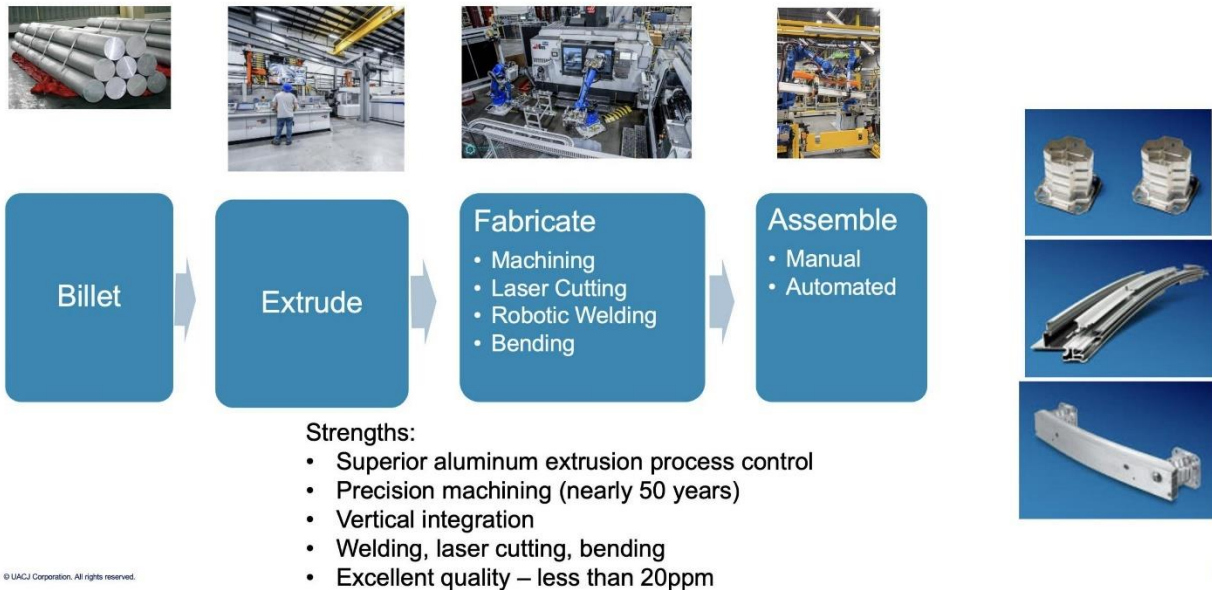 Billet
Extrude
Fabricate
• Machining
• Laser Cutting
• Robotic Welding
• Bending
Assemble
• Manual
• Automated
Strengths:
• Superior aluminum extrusion process control
• Precision machining (nearly 50 years)
• Vertical integration
• Welding, laser cutting, bending
• Excellent quality – less than 20ppm
© UACJ Corporation. All rights reserved.